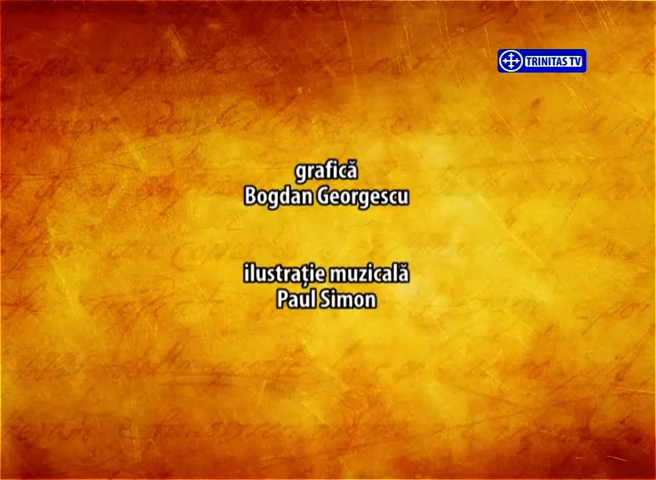 TRINITAS TV
grafică
Bogdan Georgescu
ilustrație muzicală
Paul Simon